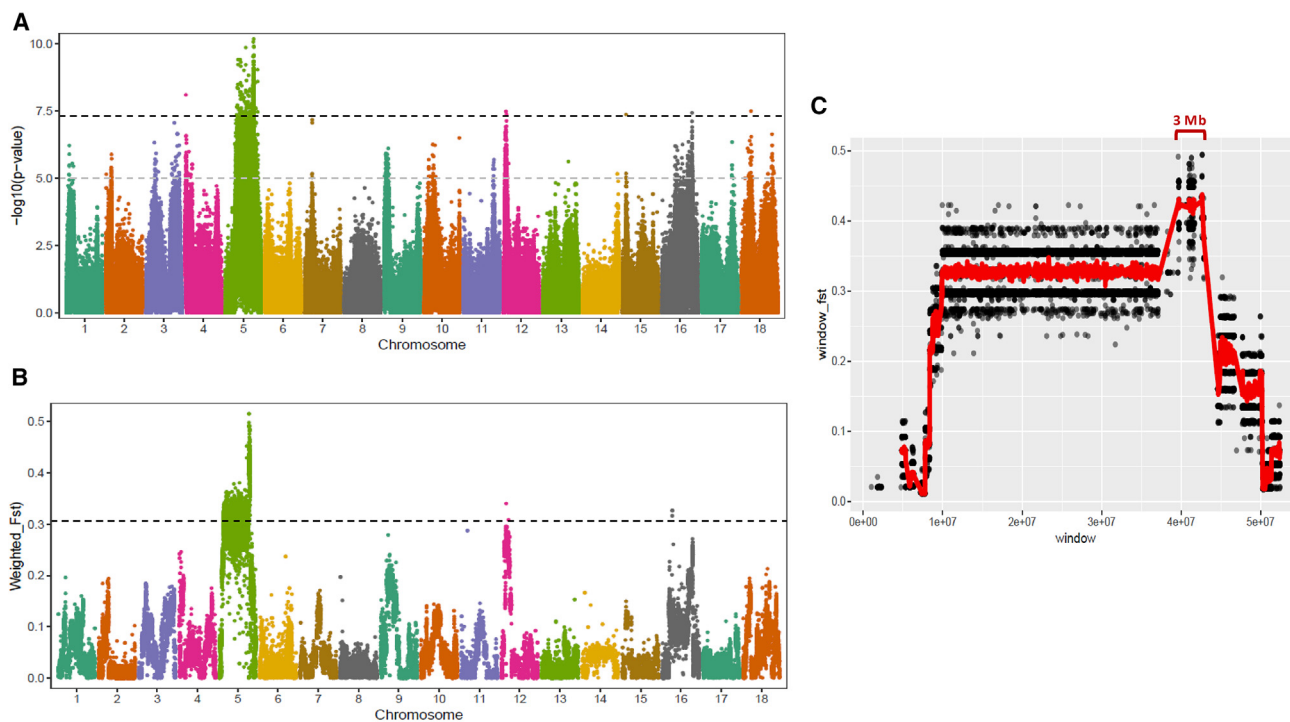 A
10.0
7.5
5.0
2.5
0.0
-log10(p-value)
1 2 3 4 5 6 7 8 9 10 11 12 13 14 15 16 17 18
Chromosome
B
0.5
0.4
0.3
0.2
0.1
0.0
Weighted_Fst)
1 2 3 4 5 6 7 8 9 10 11 12 13 14 15 16 17 18
Chromosome
C
3 Mb
0.5
0.4
0.3
0.2
0.1
0.0
window_fst
0e+00 1e+07 2e+07 3e+07 4e+07 5e+07
window